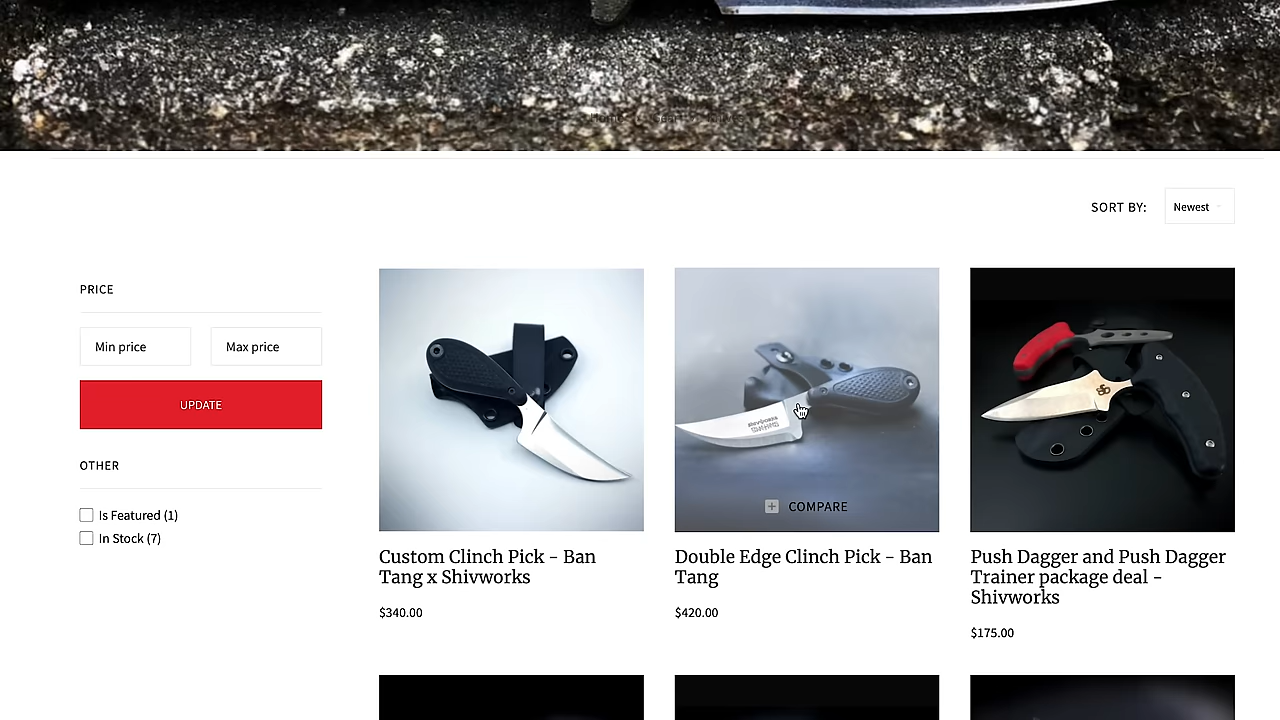 SORT BY:
Newest
PRICE
Min price
Max price
UPDATE
OTHER
Is Featured (1)
In Stock (7)
COMPARE
Custom Clinch Pick – Ban
Tang x Shivworks
$340.00
Double Edge Clinch Pick – Ban
Tang
$420.00
Push Dagger and Push Dagger
Trainer package deal –
Shivworks
$175.00